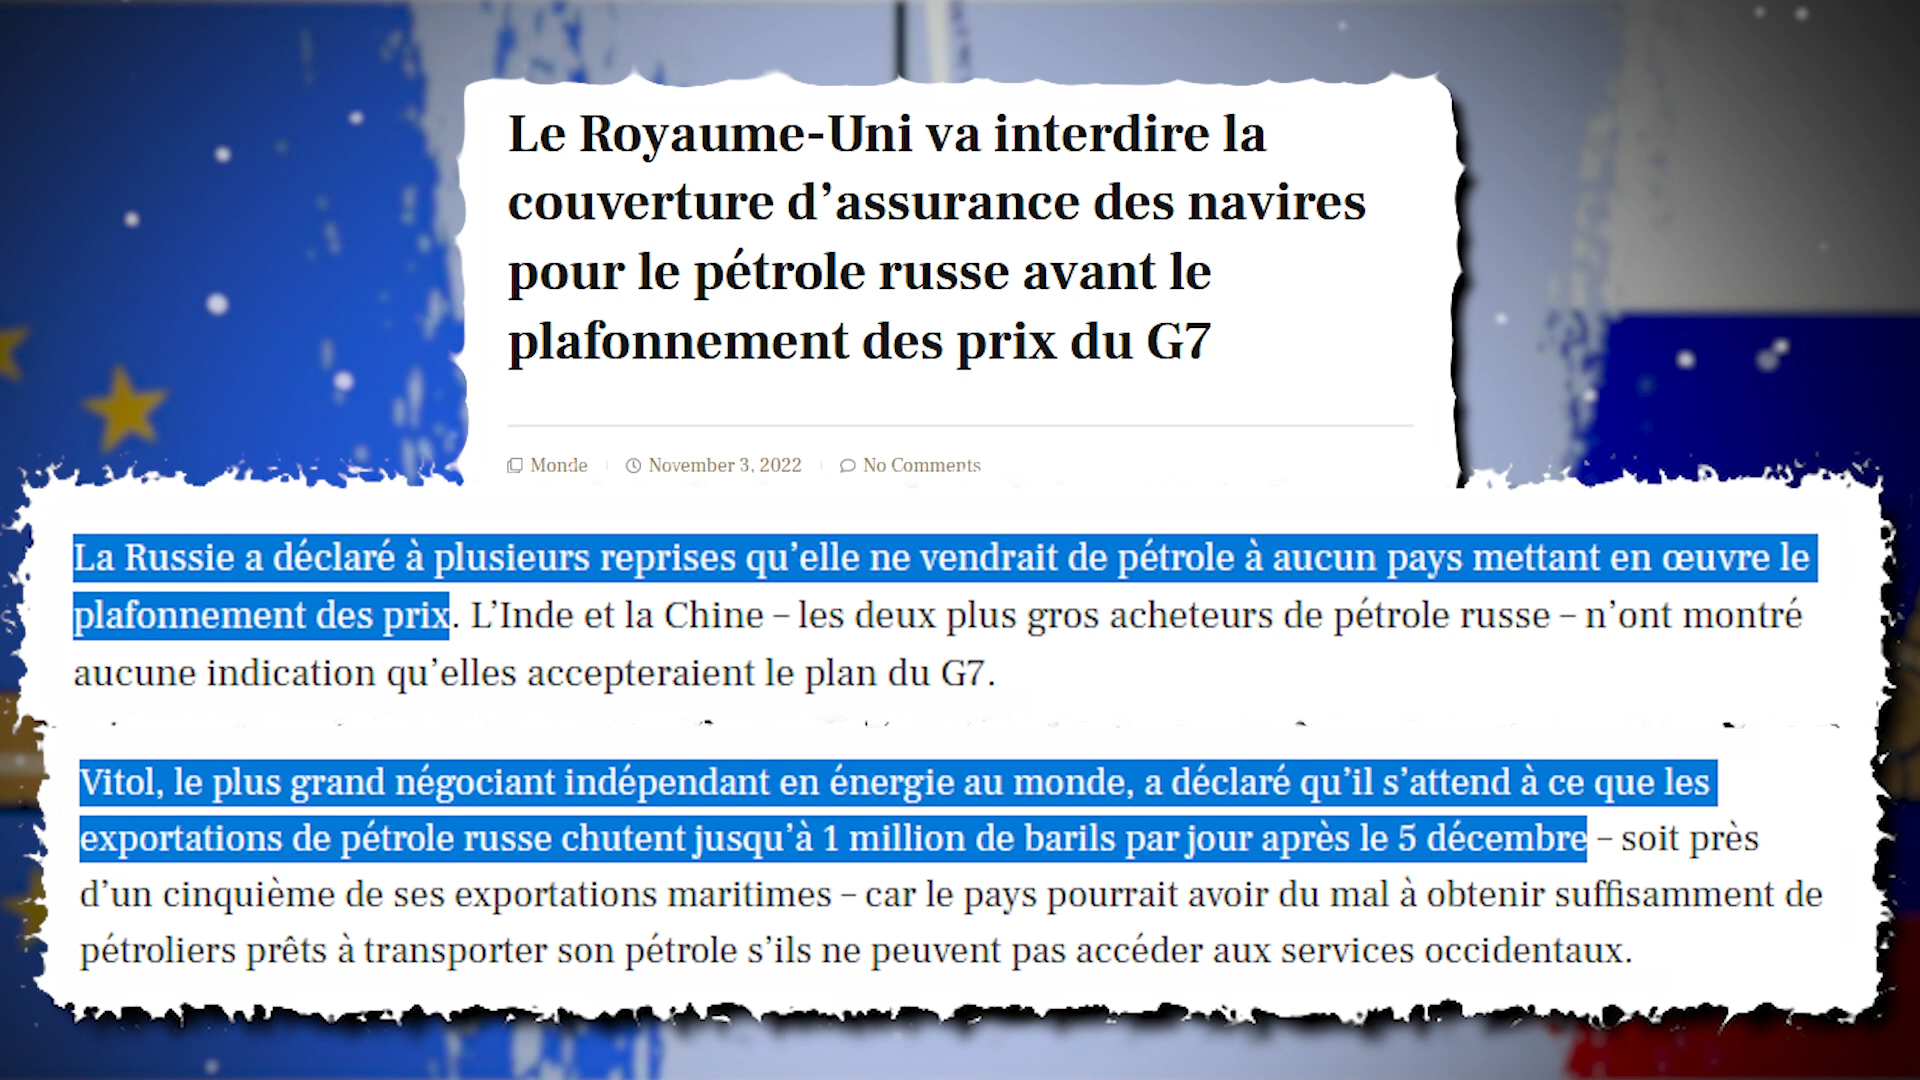 Le Royaume-Uni va interdire la
couverture d’assurance des navires
pour le pétrole russe avant le
plafonnement des prix du G7
Monde November 3, 2022 No Comments
La Russie a déclaré à plusieurs reprises qu’elle ne vendrait de pétrole à aucun pays mettant en œuvre le
plafonnement des prix. L’Inde et la Chine – les deux plus gros acheteurs de pétrole russe – n’ont montré
aucune indication qu’elles accepteraient le plan du G7.
Vitol, le plus grand négociant indépendant en énergie au monde, a déclaré qu’il s’attend à ce que les
exportations de pétrole russe chutent jusqu’à 1 million de barils par jour après le 5 décembre – soit près
d’un cinquième de ses exportations maritimes – car le pays pourrait avoir du mal à obtenir suffisamment de
pétroliers prêts à transporter son pétrole s’ils ne peuvent pas accéder aux services occidentaux.